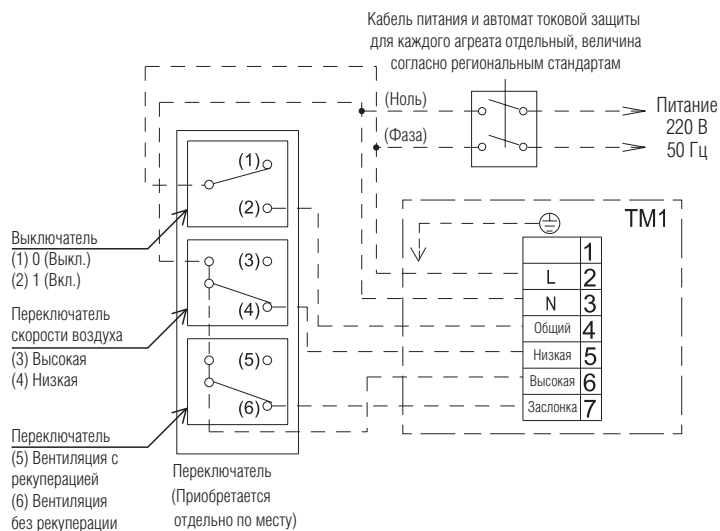 Кабель питания и автомат токовой защиты
для каждого агреата отдельный, величина
согласно региональным стандартам
(Ноль)
(Фаза)
Питание
220 В
50 Гц
(1)
(2)
Выключатель
(1) 0 (Выкл.)
(2) 1 (Вкл.)
(3)
(4)
Переключатель
скорости воздуха
(3) Высокая
(4) Низкая
(5)
(6)
Переключатель
(5) Вентиляция с
рекуперацией
(6) Вентиляция
без рекуперации
Переключатель
(Приобретается
отдельно по месту)
TM1
1
L 2
N 3
Общий 4
Низкая 5
Высокая 6
Заслонка 7